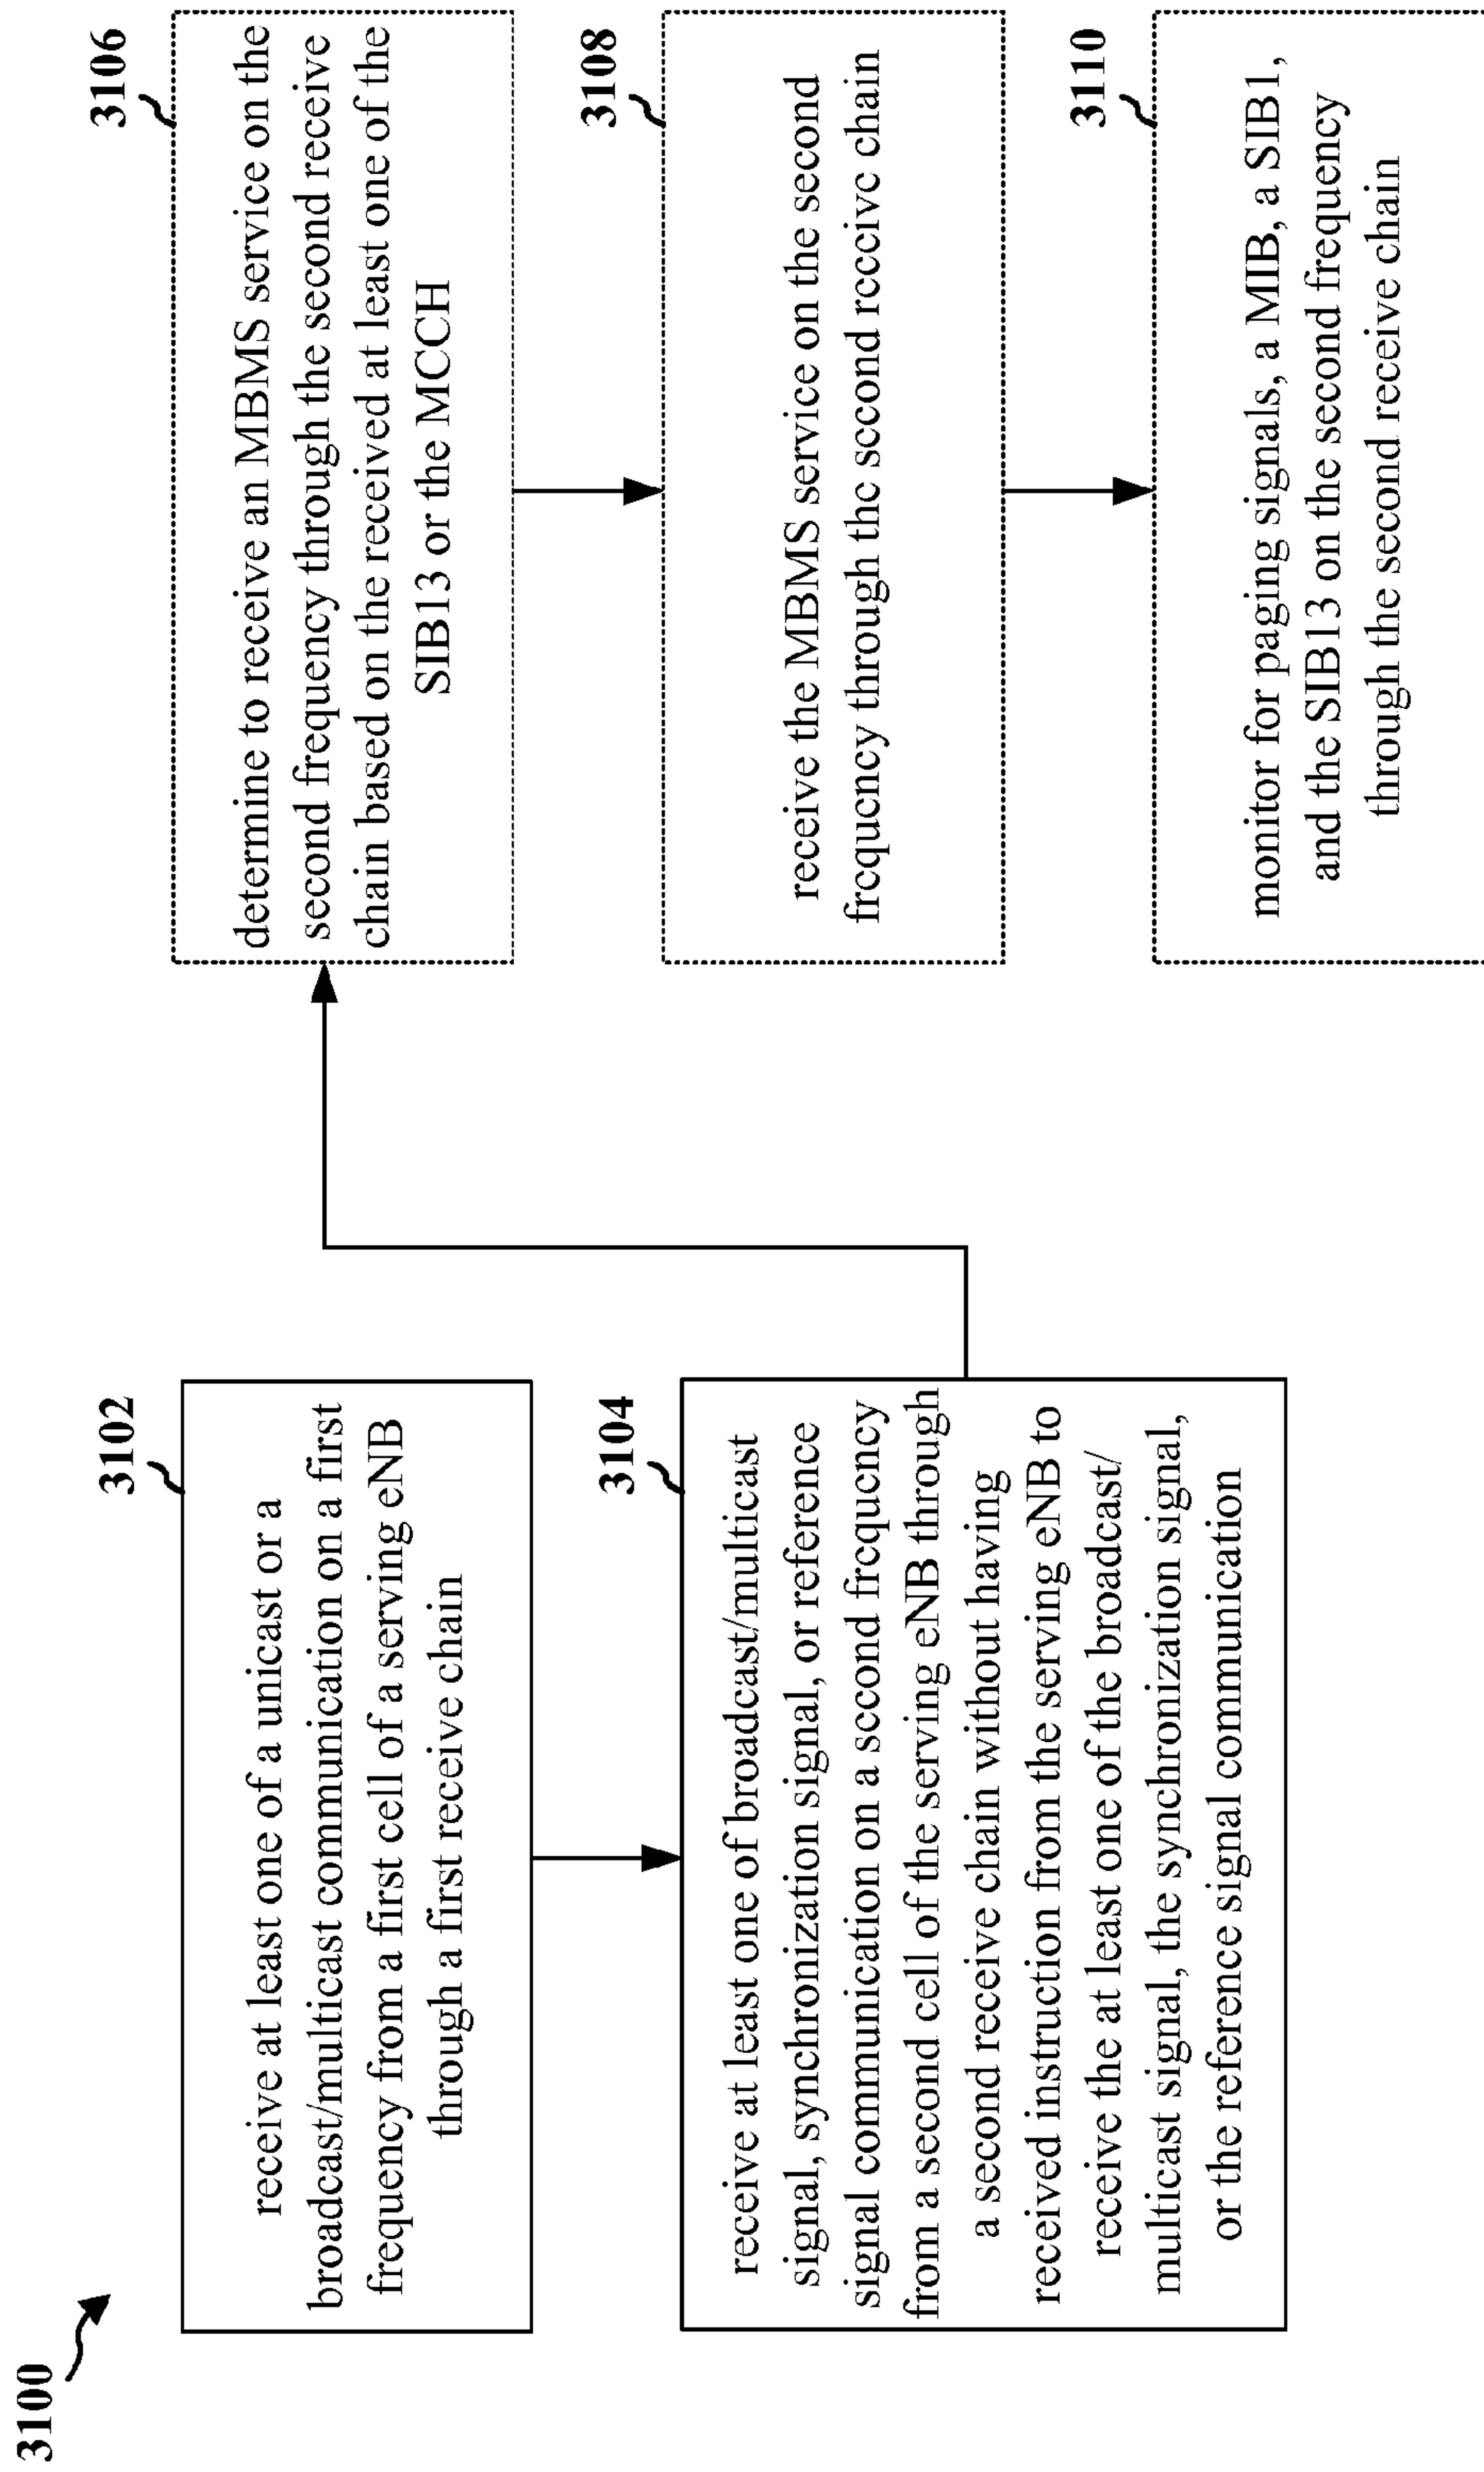 3100
3102
receive at least one of a unicast or a
broadcast/multicast communication on a first
frequency from a first cell of a serving eNB
through a first receive chain
3104
receive at least one of broadcast/multicast
signal, synchronization signal, or reference
signal communication on a second frequency
from a second cell of the serving eNB through
a second receive chain without having
received instruction from the serving eNB to
receive the at least one of the broadcast/
multicast signal, the synchronization signal,
or the reference signal communication
3106
determine to receive an MBMS service on the
second frequency through the second receive
chain based on the received at least one of the
SIB13 or the MCCH
3108
receive the MBMS service on the second
frequency through the second receive chain
3110
monitor for paging signals, a MIB, a SIB1,
and the SIB13 on the second frequency
through the second receive chain